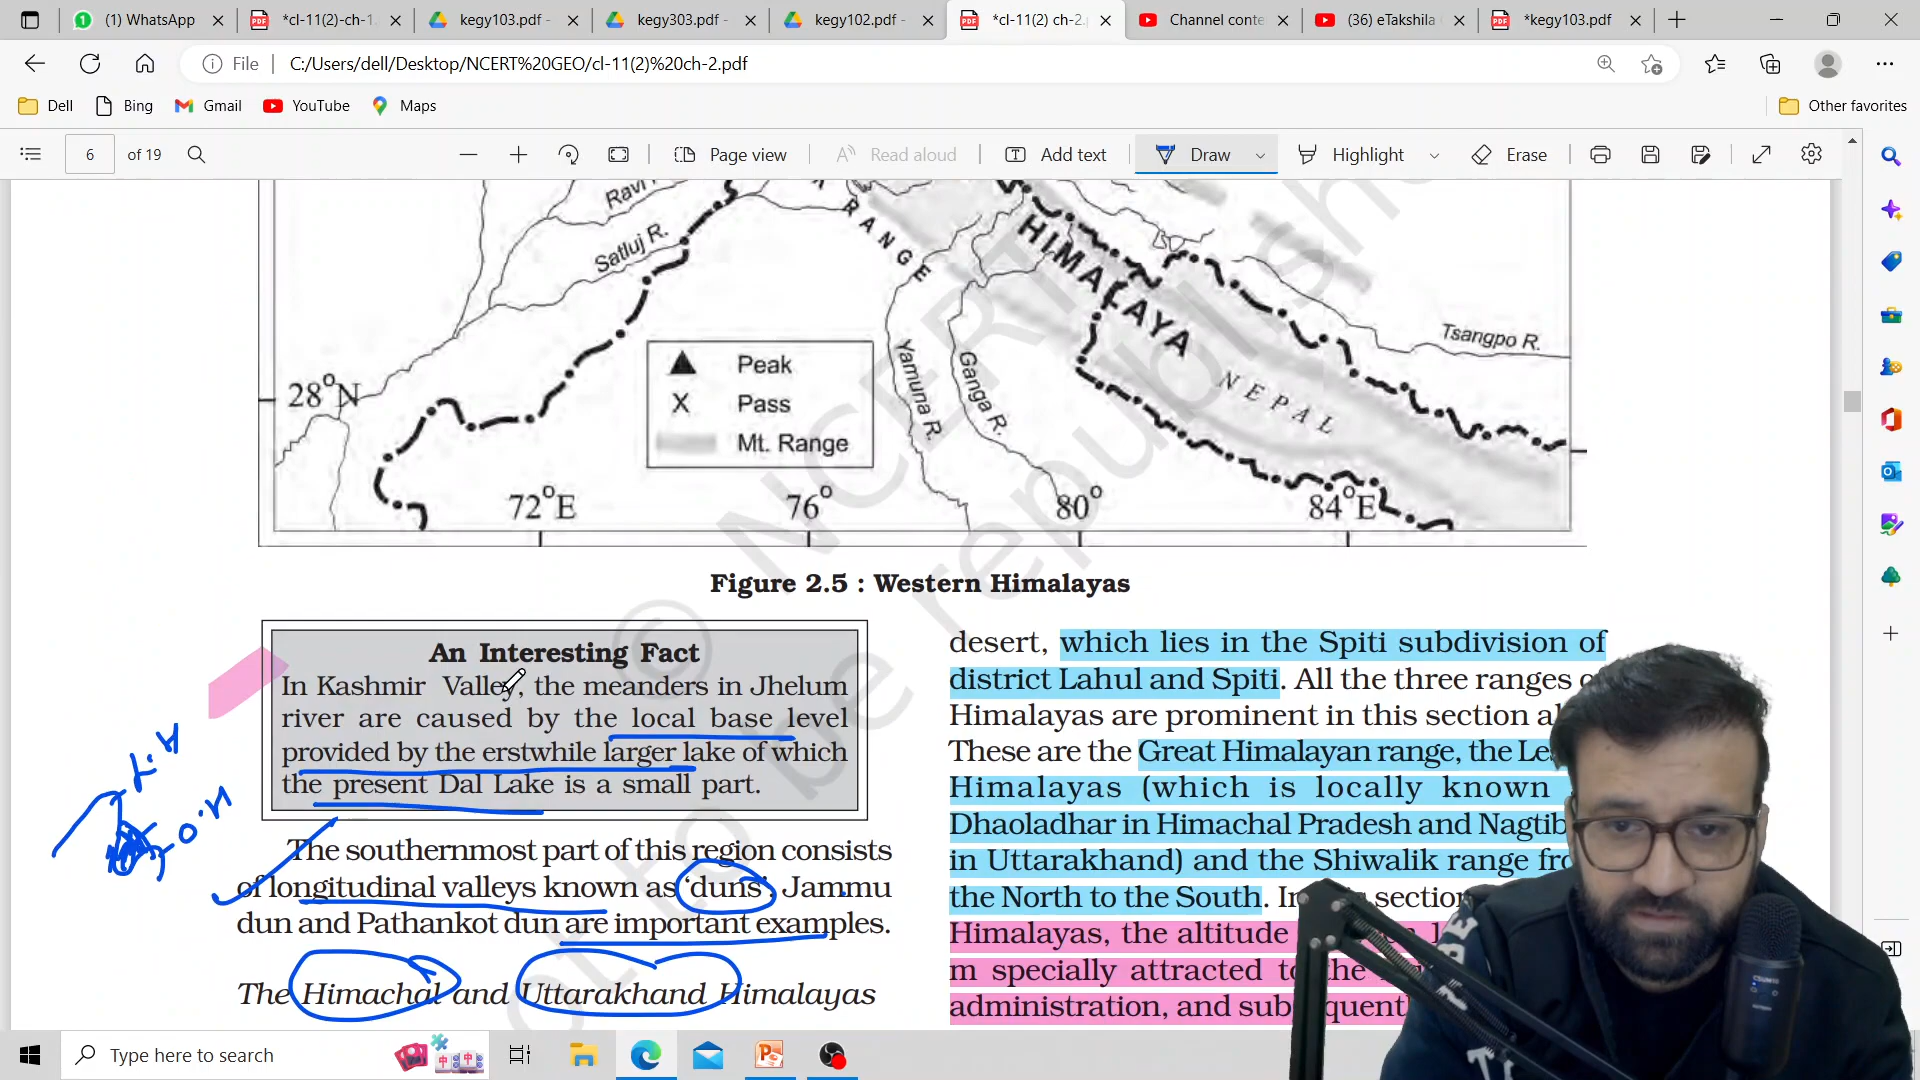 (1) WhatsApp
*cl-11(2)-ch-1.
kegy103.pdf -
kegy303.pdf -
kegy102.pdf -
*cl-11(2) ch-2.
Channel conte
(36) eTakshila
*kegy103.pdf
File
C:/Users/dell/Desktop/NCERT%20GEO/cl-11(2)%20ch-2.pdf
Dell
Bing
Gmail
YouTube
Maps
Other favorites
6 of 19
Page view
Read aloud
Add text
Draw
Highlight
Erase
Ravi
Satluj R.
RANGE
HIMALAYA
Tsangpo R.
NEPAL
Yamuna R.
Ganga R.
28°N
Peak
X Pass
Mt. Range
72°E
76°
80°
84°E
© NCERT
be republished
Figure 2.5 : Western Himalayas
An Interesting Fact
In Kashmir Valley, the meanders in Jhelum
river are caused by the local base level
provided by the erstwhile larger lake of which
the present Dal Lake is a small part.
The southernmost part of this region consists
of longitudinal valleys known as 'duns'. Jammu
dun and Pathankot dun are important examples.
The Himachal and Uttarakhand Himalayas
desert, which lies in the Spiti subdivision of
district Lahul and Spiti. All the three ranges
Himalayas are prominent in this section
These are the Great Himalayan range, the
Himalayas (which is locally known
Dhaoladhar in Himachal Pradesh and
in Uttarakhand) and the Shiwalik range
the North to the South. section
Himalayas, the altitude
m specially attracted to the
administration, and
Type here to search